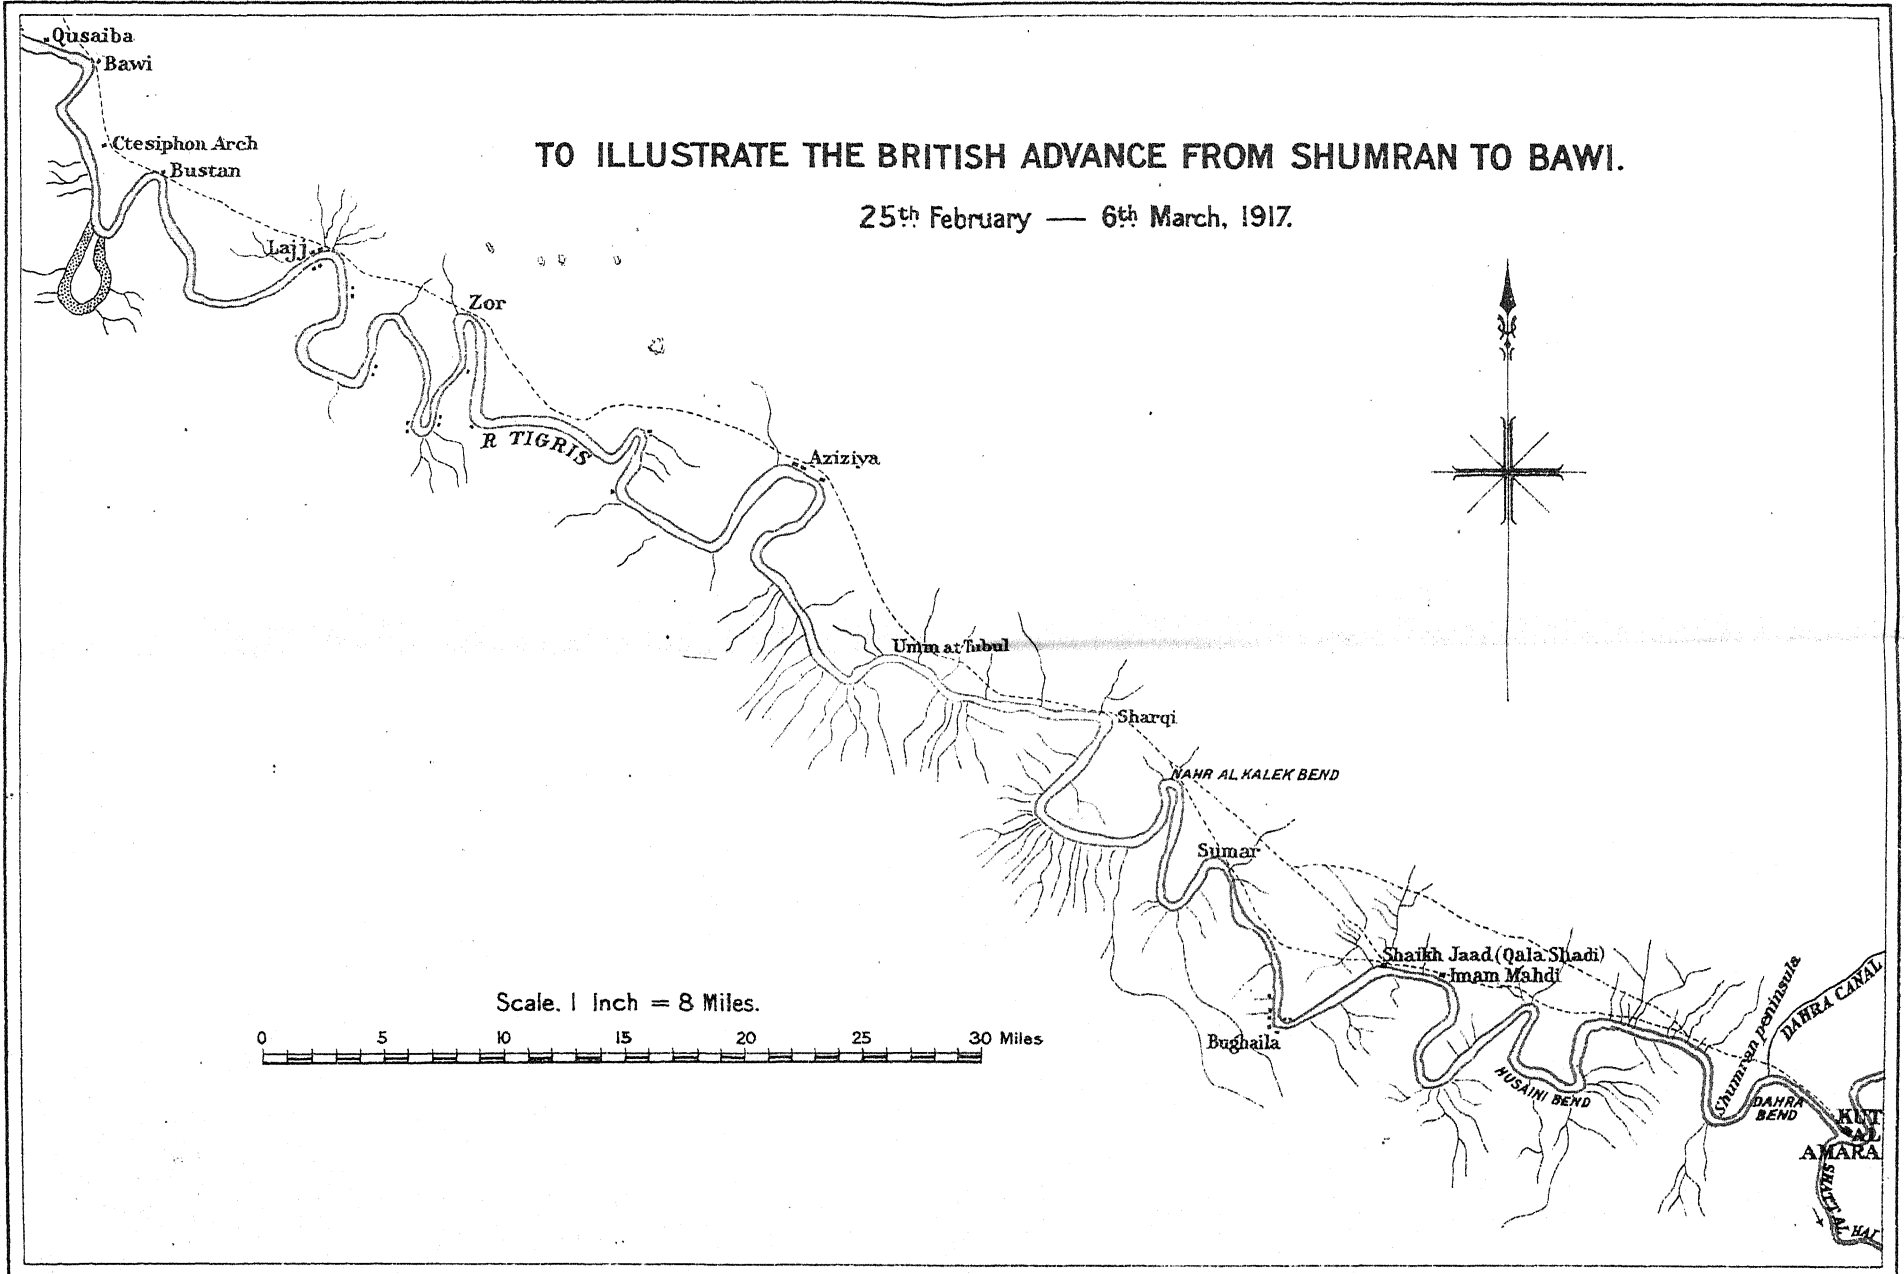 Qusaiba
Bawi
Ctesiphon Arch
Bustan
TO ILLUSTRATE THE BRITISH ADVANCE FROM SHUMRAN TO BAWI.
25th February — 6th March, 1917.
Lajj
Zor
R TIGRIS
Aziziya
Umm at Tubul
Sharqi
NAHR AL KALEK BEND
Sumar
Shaikh Jaad (Qala Shadi)
Imam Mahdi
Bughaila
HUSAINI BEND
Shumran peninsula
DAHRA CANAL
DAHRA
BEND
KUT
AL
AMARA
SHATT AL HAI
Scale. 1 Inch = 8 Miles.
0 5 10 15 20 25 30 Miles